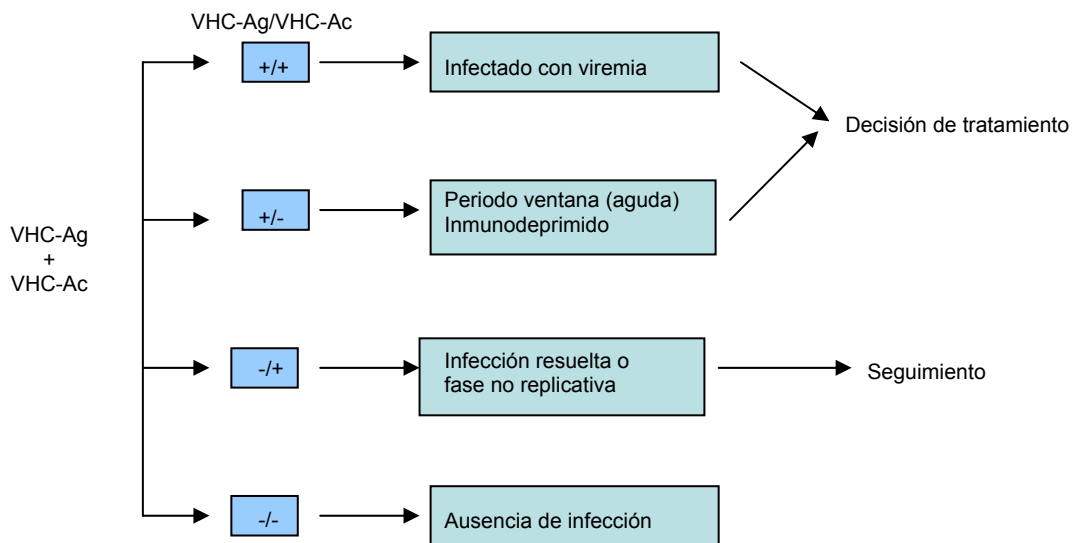 VHC-Ag/VHC-Ac
+/+
Infectado con viremia
Decisión de tratamiento
+/-
Periodo ventana (aguda)
Inmunodeprimido
VHC-Ag
+
VHC-Ac
-/+
Infección resuelta o
fase no replicativa
Seguimiento
-/-
Ausencia de infección